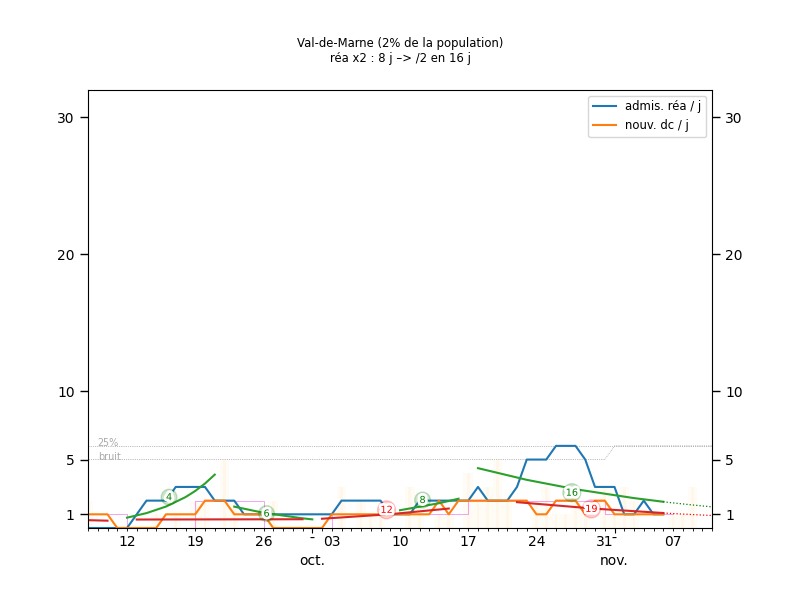 Val-de-Marne (2% de la population)
réa x2 : 8 j –> /2 en 16 j
admis. réa / j
nouv. dc / j
30 30
20 20
10 10
25%
bruit
5 5
4 6 12 8 16 19
1 1
12 19 26 - 03 10 17 24 31- 07
oct. nov.